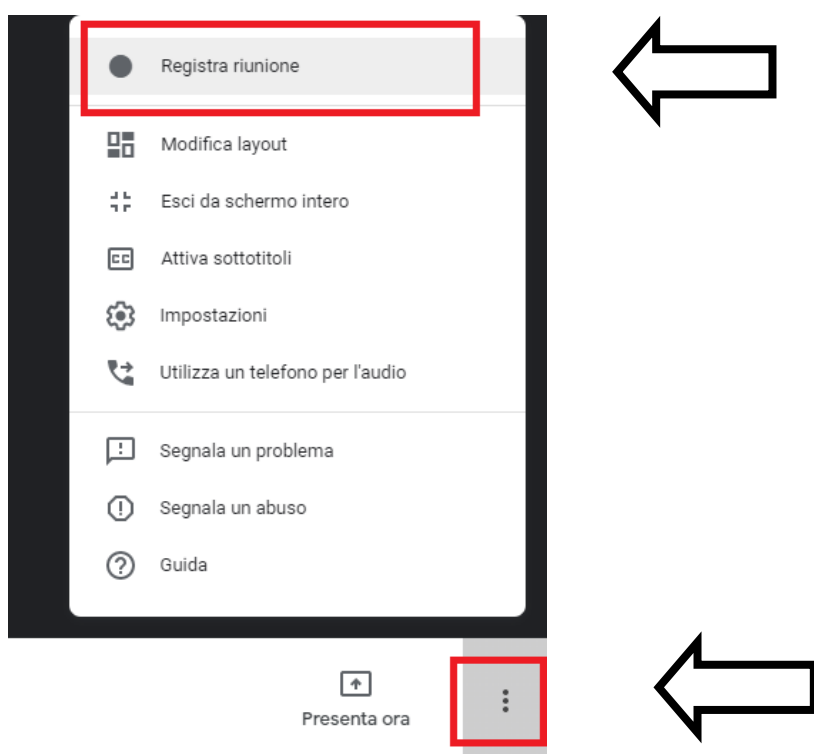 Registra riunione
Modifica layout
Esci da schermo intero
Attiva sottotitoli
Impostazioni
Utilizza un telefono per l'audio
Segnala un problema
Segnala un abuso
Guida
Presenta ora